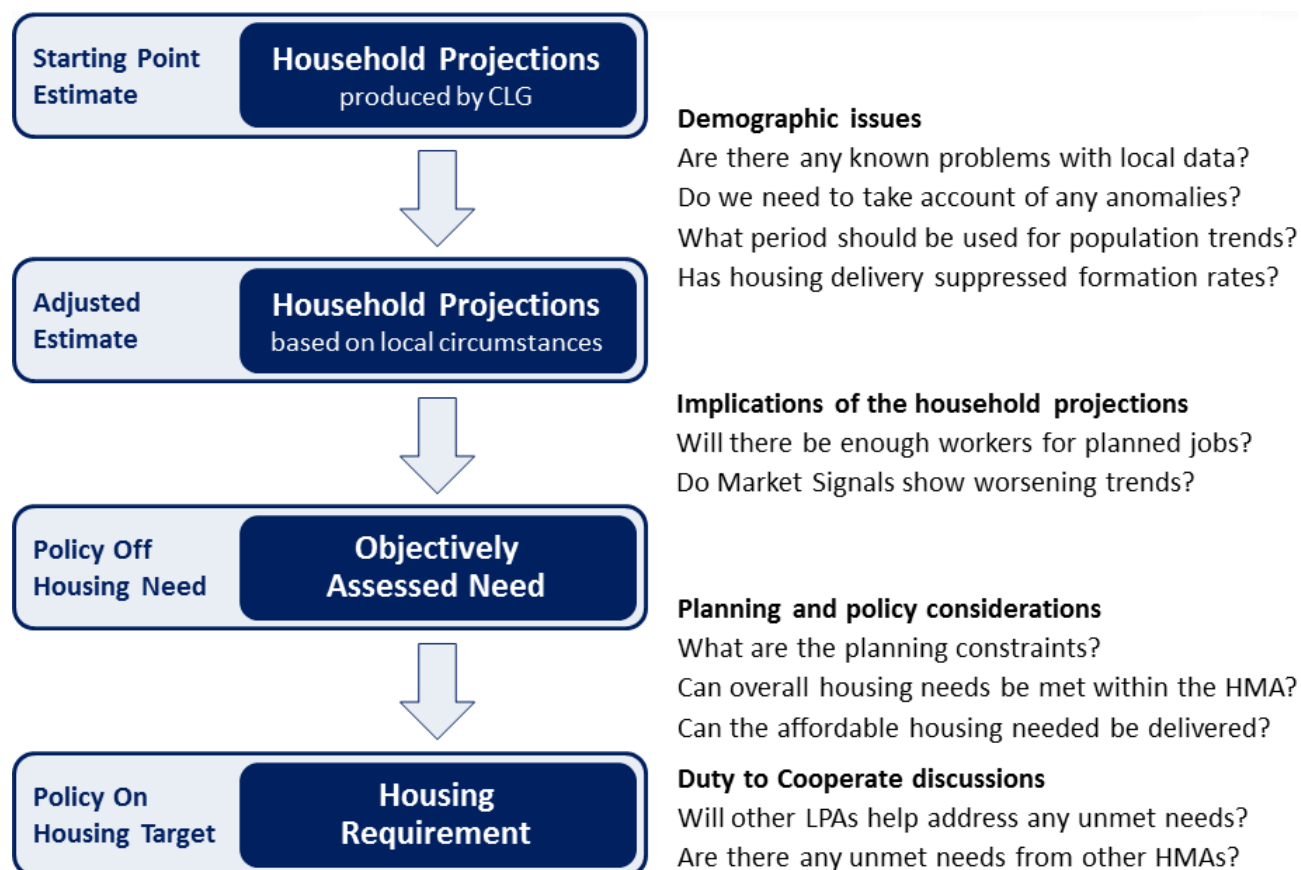 Starting Point
Estimate
Household Projections
produced by CLG
Demographic issues
Are there any known problems with local data?
Do we need to take account of any anomalies?
What period should be used for population trends?
Has housing delivery suppressed formation rates?
Adjusted
Estimate
Household Projections
based on local circumstances
Implications of the household projections
Will there be enough workers for planned jobs?
Do Market Signals show worsening trends?
Policy Off
Housing Need
Objectively
Assessed Need
Planning and policy considerations
What are the planning constraints?
Can overall housing needs be met within the HMA?
Can the affordable housing needed be delivered?
Policy On
Housing Target
Housing
Requirement
Duty to Cooperate discussions
Will other LPAs help address any unmet needs?
Are there any unmet needs from other HMAs?